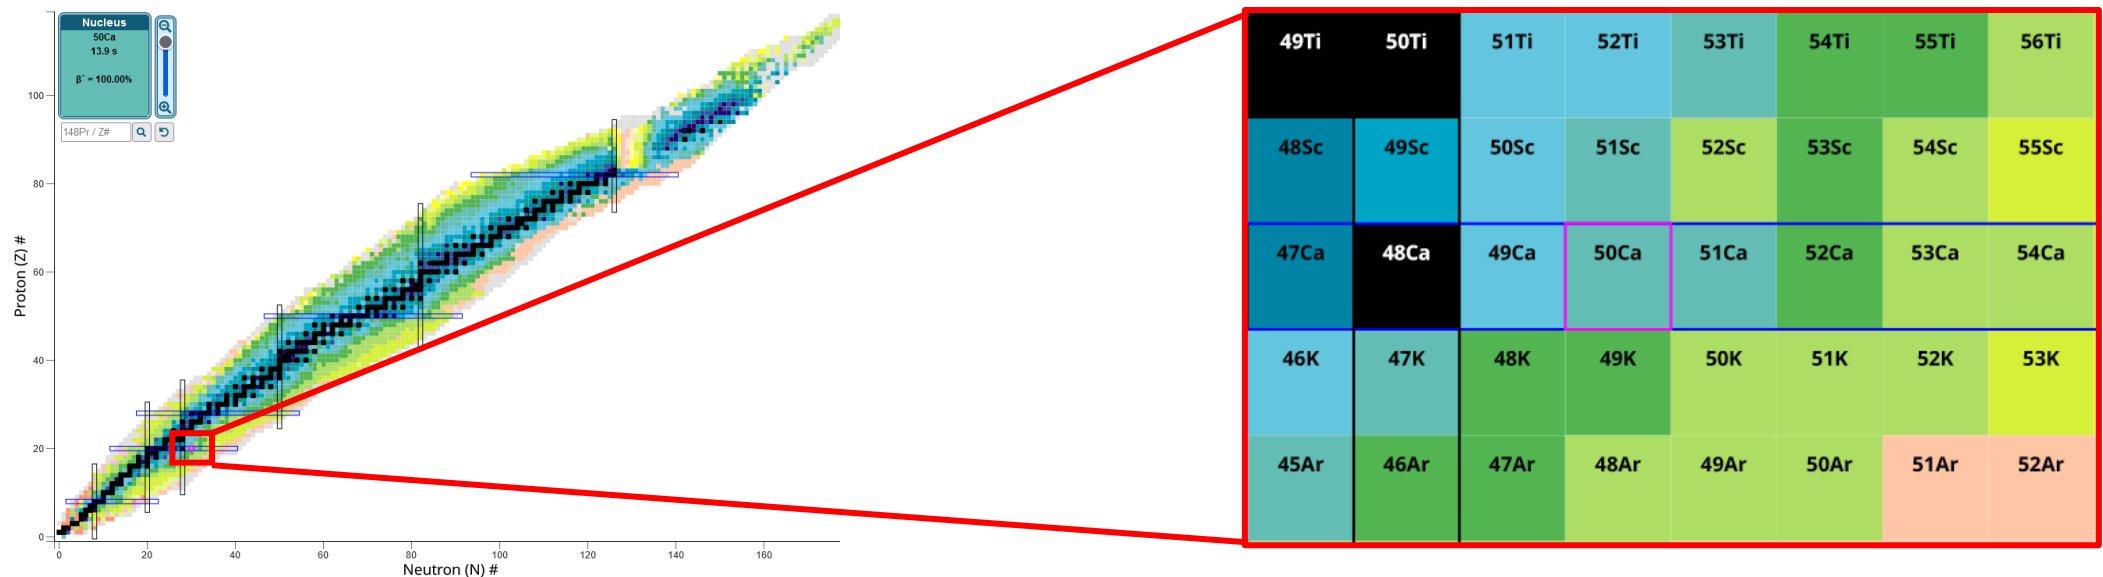 Nucleus
50Ca
13.9 s
β⁻ = 100.00%
148Pr / Z#
Proton (Z) #
100
80
60
40
20
0
0 20 40 60 80 100 120 140 160
Neutron (N) #
49Ti 50Ti 51Ti 52Ti 53Ti 54Ti 55Ti 56Ti
48Sc 49Sc 50Sc 51Sc 52Sc 53Sc 54Sc 55Sc
47Ca 48Ca 49Ca 50Ca 51Ca 52Ca 53Ca 54Ca
46K 47K 48K 49K 50K 51K 52K 53K
45Ar 46Ar 47Ar 48Ar 49Ar 50Ar 51Ar 52Ar